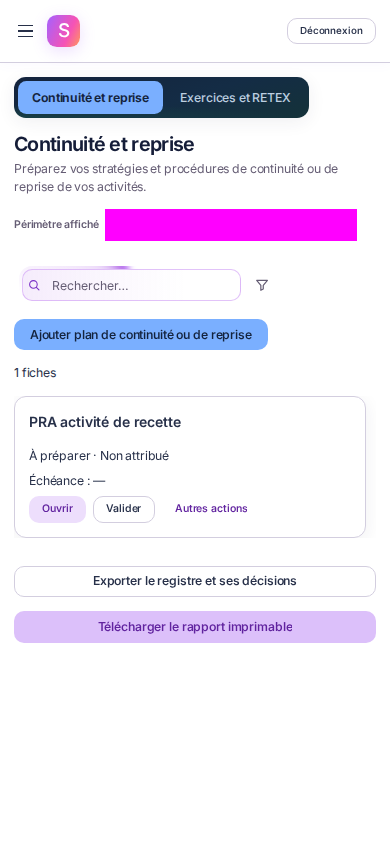 S
Déconnexion
Continuité et reprise
Exercices et RETEX
Continuité et reprise
Préparez vos stratégies et procédures de continuité ou de
reprise de vos activités.
Périmètre affiché
Rechercher...
Ajouter plan de continuité ou de reprise
1 fiches
PRA activité de recette
À préparer · Non attribué
Échéance : —
Ouvrir
Valider
Autres actions
Exporter le registre et ses décisions
Télécharger le rapport imprimable